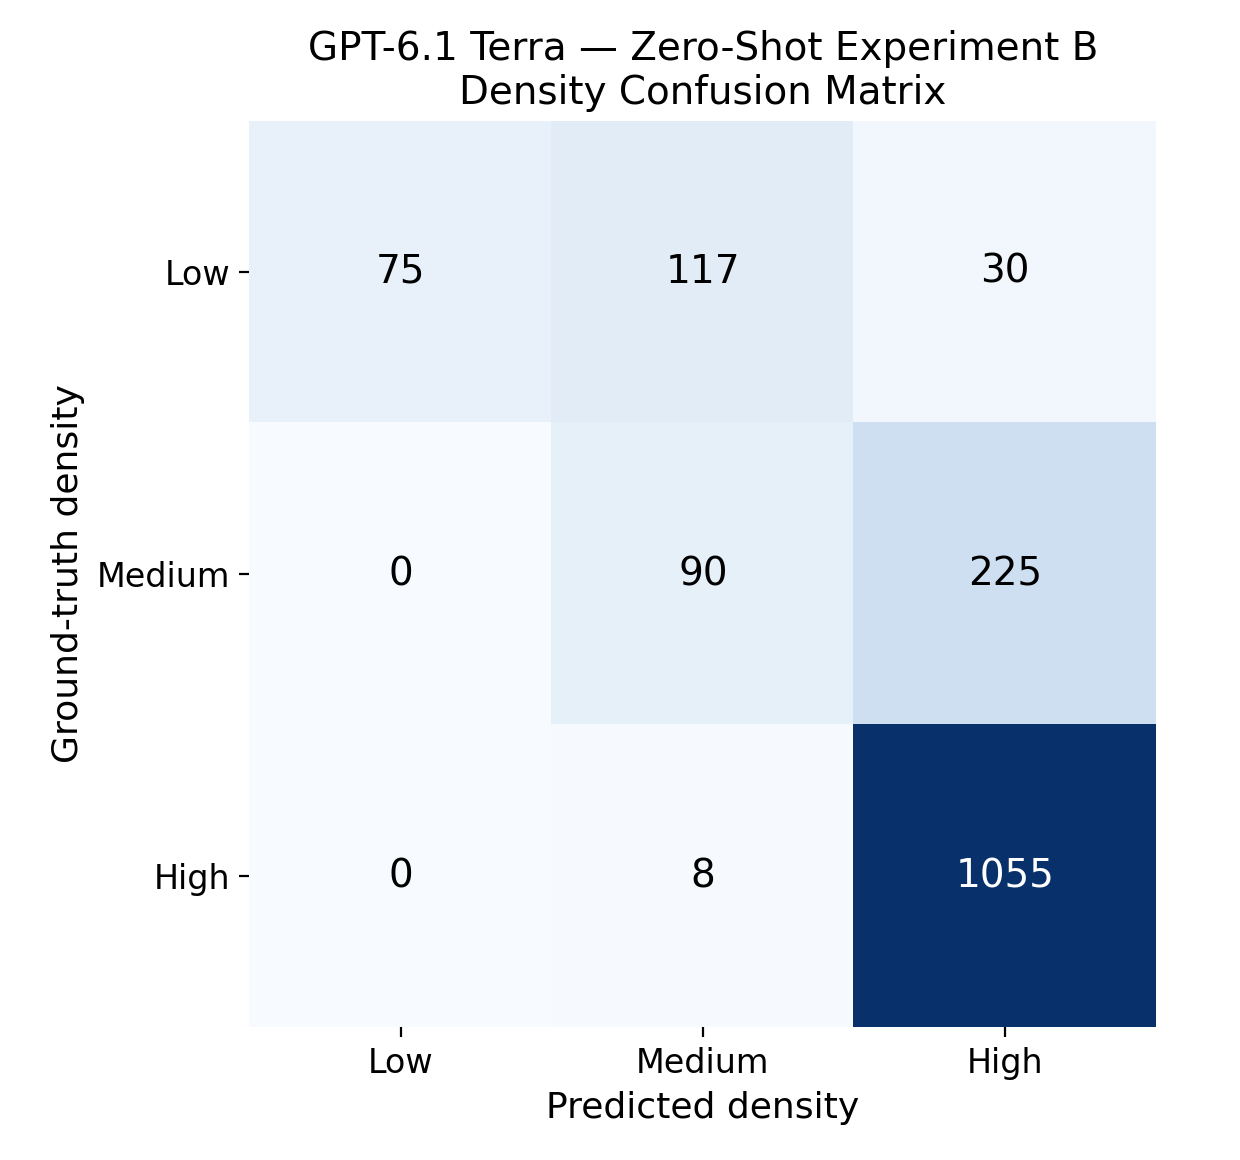 GPT-6.1 Terra — Zero-Shot Experiment B
Density Confusion Matrix
Ground-truth density
Low 75 117 30
Medium 0 90 225
High 0 8 1055
Low Medium High
Predicted density